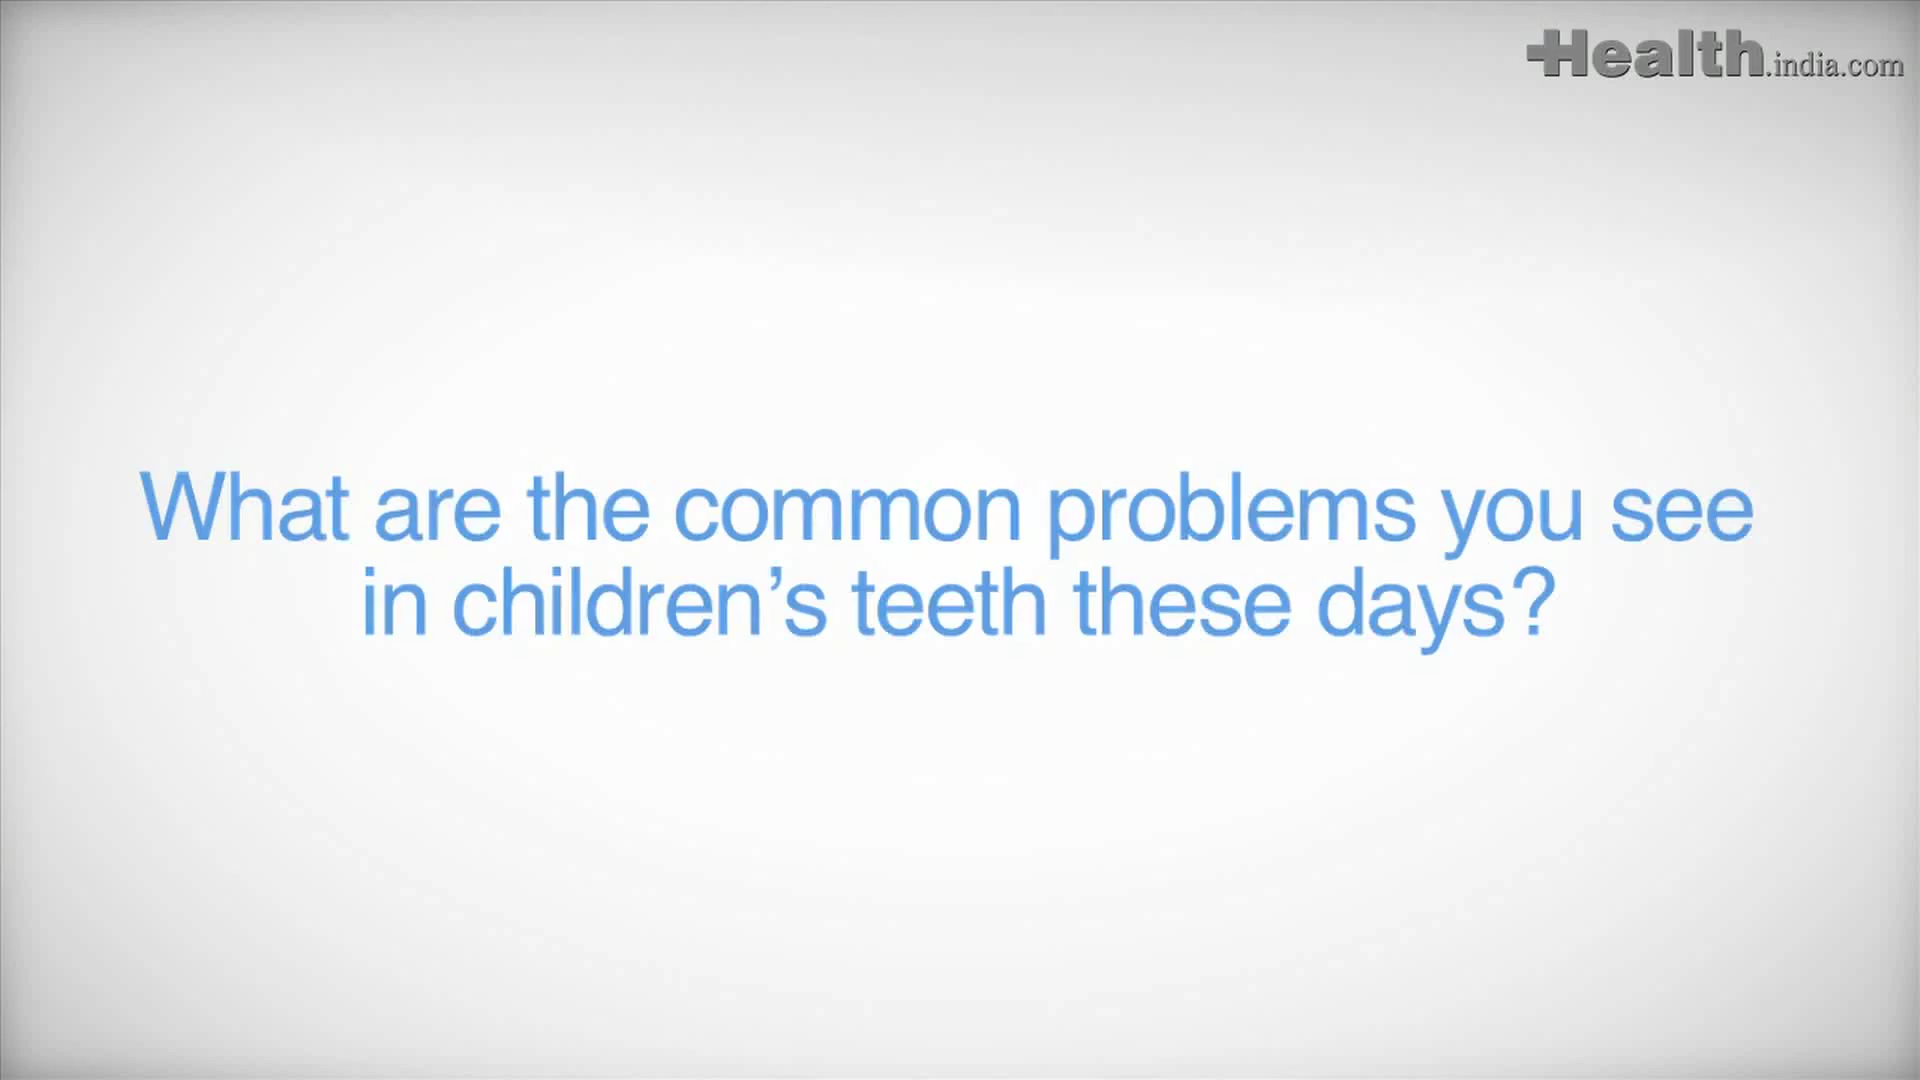 Health.india.com
What are the common problems you see
in children’s teeth these days?